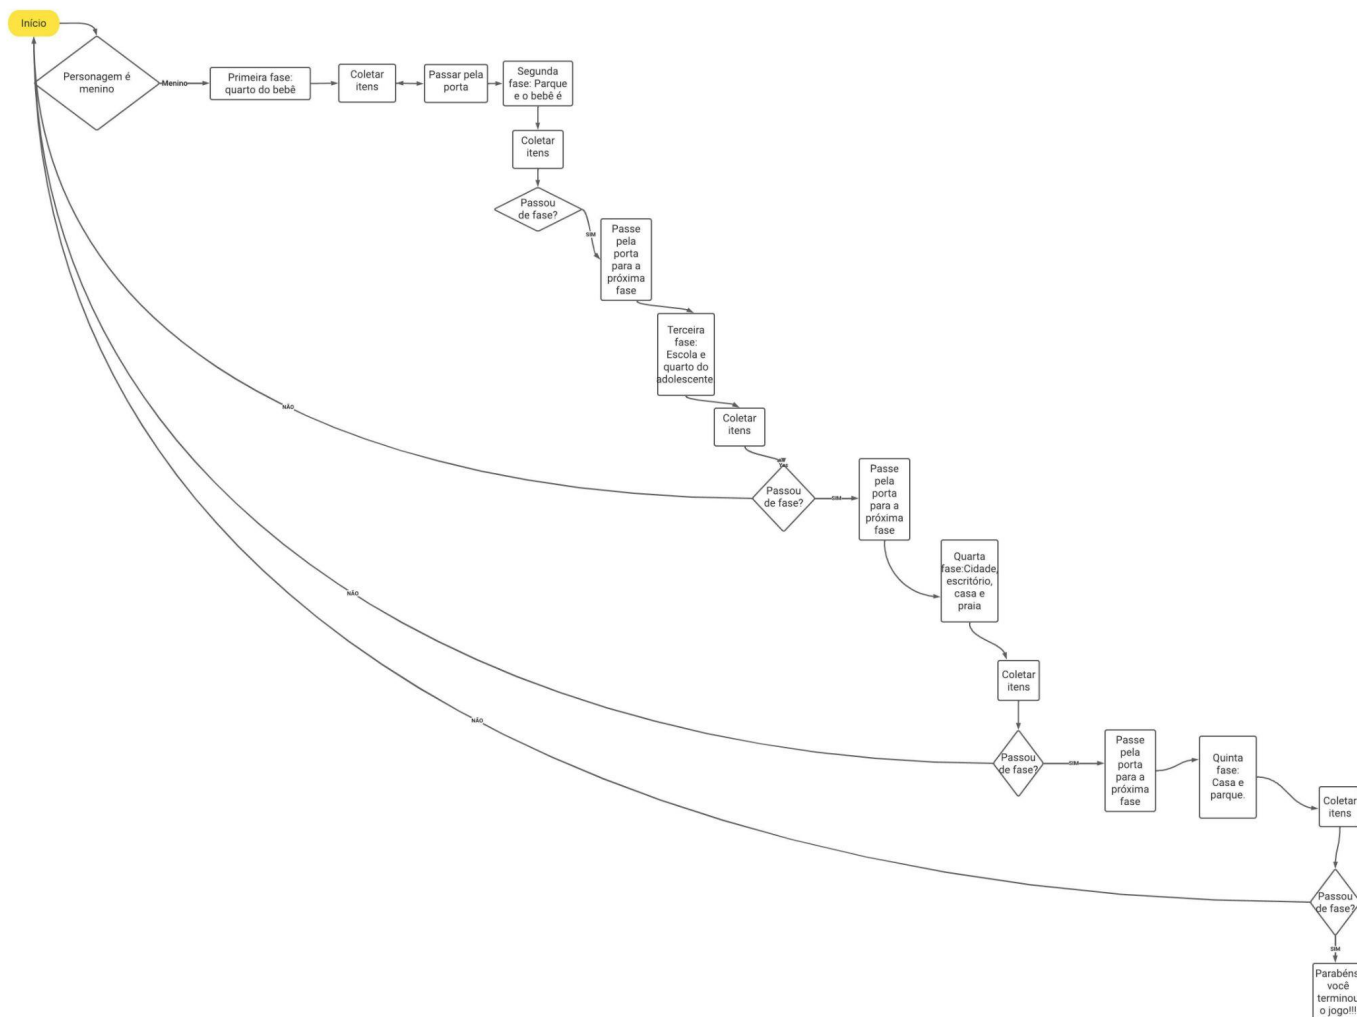 Início
Personagem é
menino
Menino
Primeira fase:
quarto do bebê
Coletar
itens
Passar pela
porta
Segunda
fase: Parque
e o bebê é
Coletar
itens
Passou
de fase?
SIM
Passe
pela
porta
para a
próxima
fase
Terceira
fase:
Escola e
quarto do
adolescente.
Coletar
itens
NÃO
Yes
Passou
de fase?
SIM
Passe
pela
porta
para a
próxima
fase
Quarta
fase:Cidade,
escritório,
casa e
praia
NÃO
Coletar
itens
NÃO
Passou
de fase?
SIM
Passe
pela
porta
para a
próxima
fase
Quinta
fase:
Casa e
parque.
Coletar
itens
Passou
de fase?
SIM
Parabéns
você
terminou
o jogo!!!